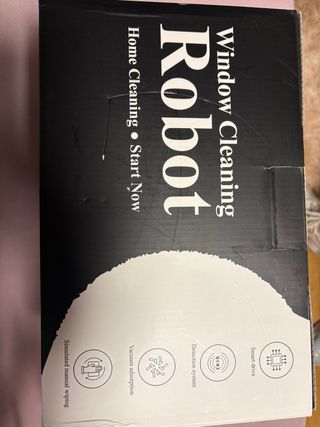 Window Cleaning
Robot
Home Cleaning ● Start Now
Smart drive
Detection system
Vacuum adsorption
Simulated manual wiping